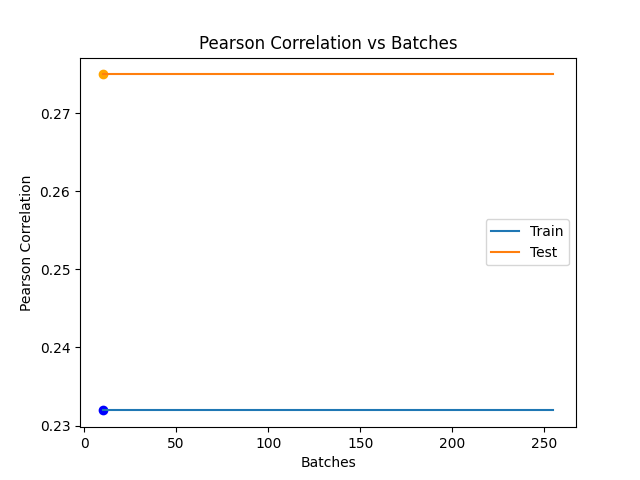 Pearson Correlation vs Batches
Pearson Correlation
0.27
0.26
0.25
0.24
0.23
Train
Test
0
50
100
150
200
250
Batches